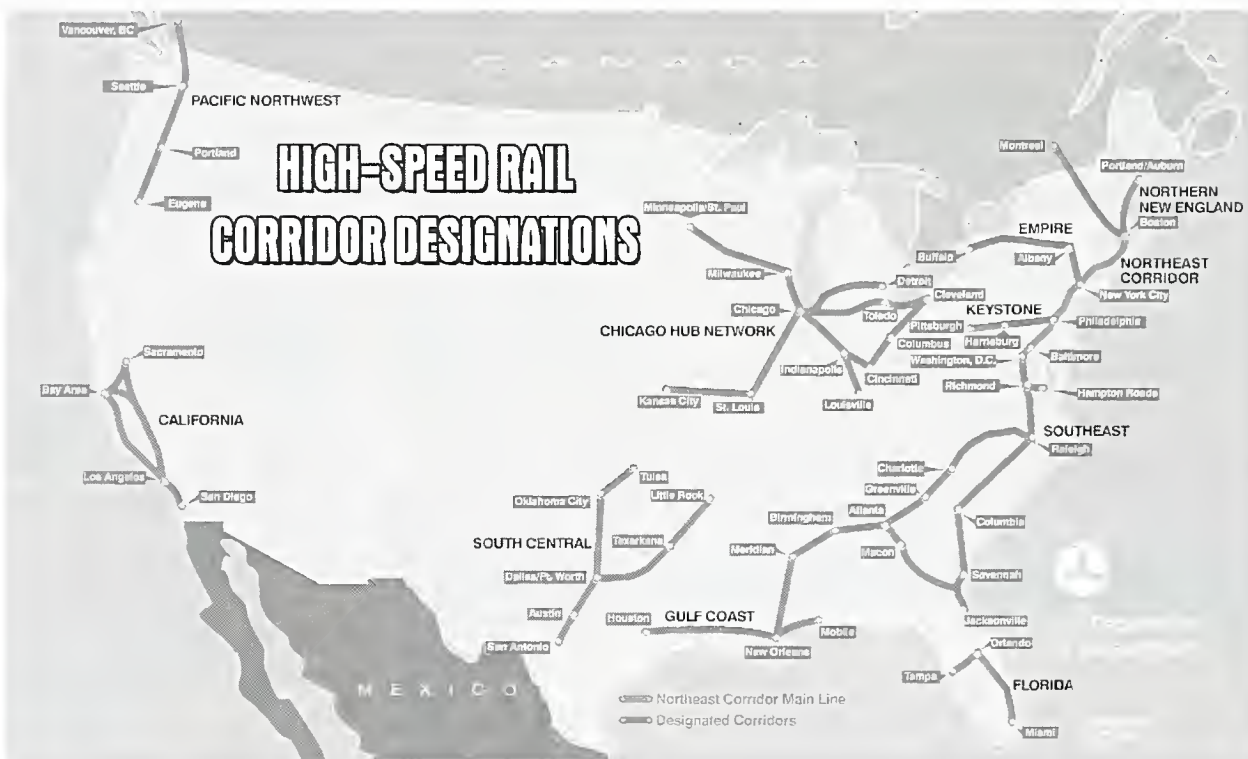 Vancouver, BC
CANADA
Seattle
PACIFIC NORTHWEST
Portland
Eugene
HIGH-SPEED RAIL
CORRIDOR DESIGNATIONS
Montreal
Portland/Auburn
NORTHERN
NEW ENGLAND
Boston
Minneapolis/St. Paul
EMPIRE
Buffalo
Albany
NORTHEAST
CORRIDOR
Milwaukee
Detroit
Cleveland
New York City
Chicago
Toledo
KEYSTONE
CHICAGO HUB NETWORK
Pittsburgh
Philadelphia
Harrisburg
Columbus
Washington, D.C.
Baltimore
Indianapolis
Cincinnati
Richmond
Hampton Roads
Kansas City
St. Louis
Louisville
Sacramento
Bay Area
CALIFORNIA
Los Angeles
San Diego
SOUTHEAST
Raleigh
Charlotte
Greenville
Tulsa
Oklahoma City
Little Rock
Birmingham
Atlanta
Columbia
SOUTH CENTRAL
Texarkana
Meridian
Macon
Dallas/Ft. Worth
Savannah
Austin
Houston
GULF COAST
Mobile
Jacksonville
San Antonio
New Orleans
Orlando
Tampa
FLORIDA
Miami
MEXICO
Northeast Corridor Main Line
Designated Corridors